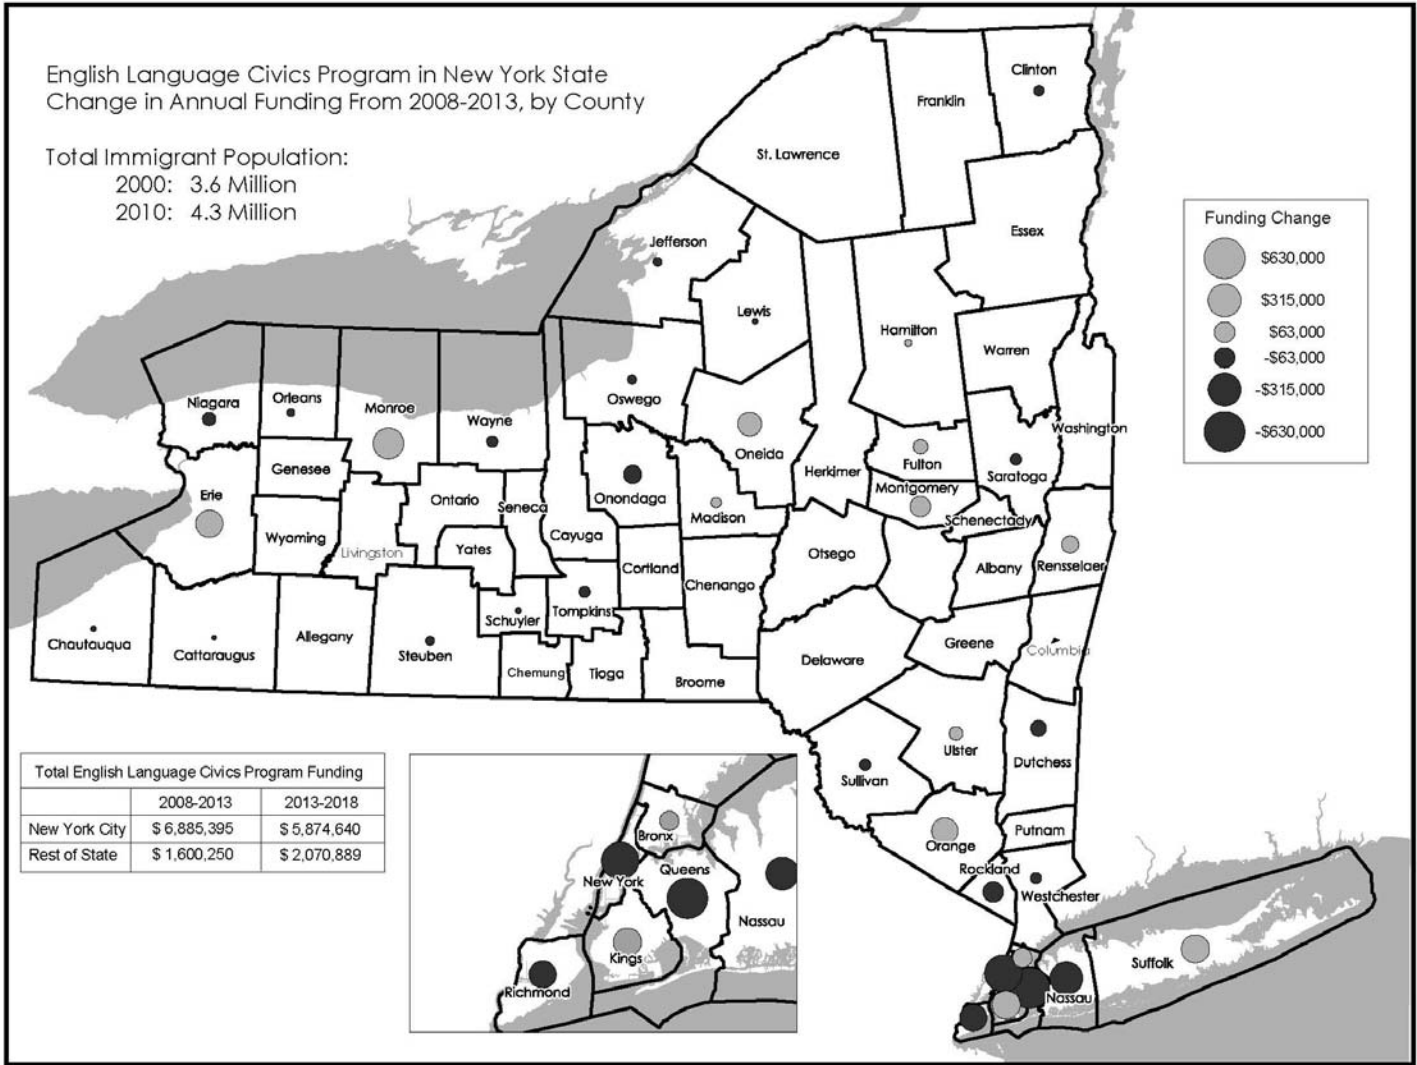 English Language Civics Program in New York State
Change in Annual Funding From 2008-2013, by County
Total Immigrant Population:
2000: 3.6 Million
2010: 4.3 Million
Clinton
Franklin
St. Lawrence
Essex
Jefferson
Lewis
Hamilton
Warren
Washington
Niagara
Orleans
Monroe
Wayne
Oswego
Oneida
Herkimer
Fulton
Saratoga
Montgomery
Schenectady
Genesee
Erie
Wyoming
Livingston
Ontario
Seneca
Yates
Cayuga
Onondaga
Madison
Cortland
Chenango
Otsego
Albany
Rensselaer
Chautauqua
Cattaraugus
Allegany
Steuben
Schuyler
Tompkins
Chemung
Tioga
Broome
Delaware
Greene
Columbia
Ulster
Sullivan
Dutchess
Orange
Putnam
Rockland
Westchester
Nassau
Suffolk
Funding Change
$630,000
$315,000
$63,000
-$63,000
-$315,000
-$630,000
Total English Language Civics Program Funding
2008-2013 2013-2018
New York City $ 6,885,395 $ 5,874,640
Rest of State $ 1,600,250 $ 2,070,889
Bronx
New York
Queens
Nassau
Kings
Richmond